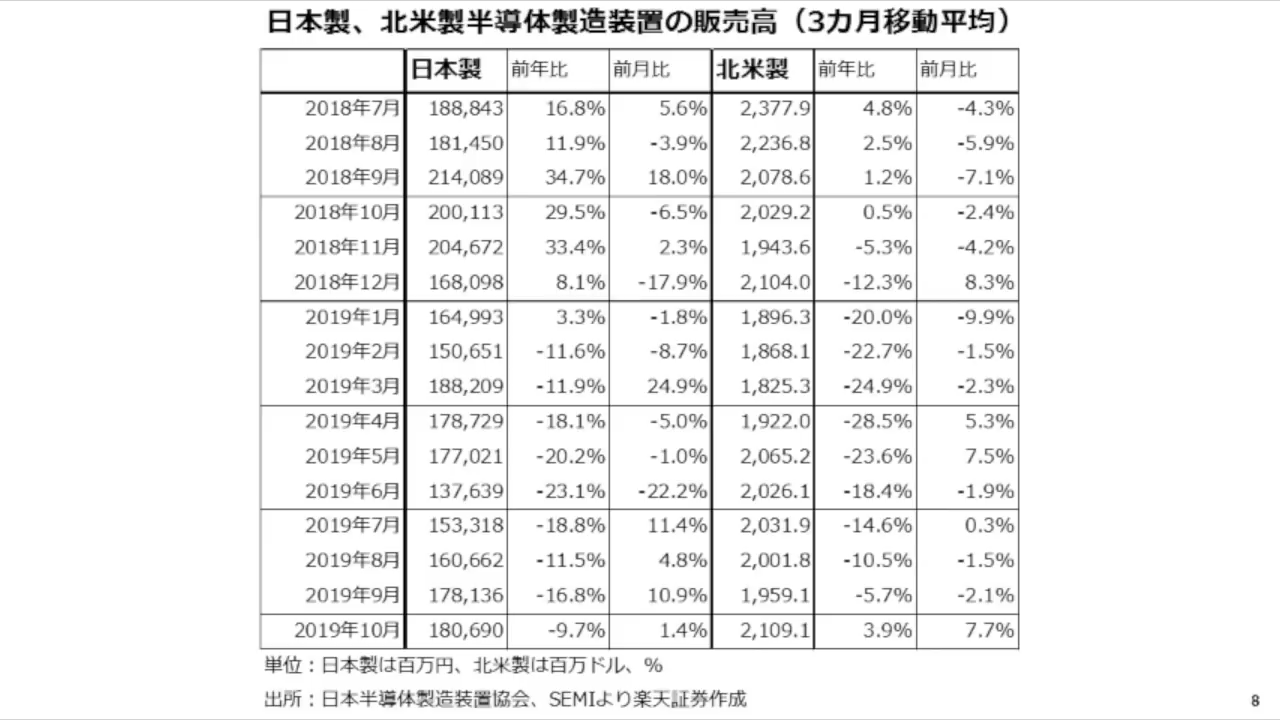 日本製、北米製半導体製造装置の販売高（3カ月移動平均）
日本製 前年比 前月比 北米製 前年比 前月比
2018年7月 188,843 16.8% 5.6% 2,377.9 4.8% -4.3%
2018年8月 181,450 11.9% -3.9% 2,236.8 2.5% -5.9%
2018年9月 214,089 34.7% 18.0% 2,078.6 1.2% -7.1%
2018年10月 200,113 29.5% -6.5% 2,029.2 0.5% -2.4%
2018年11月 204,672 33.4% 2.3% 1,943.6 -5.3% -4.2%
2018年12月 168,098 8.1% -17.9% 2,104.0 -12.3% 8.3%
2019年1月 164,993 3.3% -1.8% 1,896.3 -20.0% -9.9%
2019年2月 150,651 -11.6% -8.7% 1,868.1 -22.7% -1.5%
2019年3月 188,209 -11.9% 24.9% 1,825.3 -24.9% -2.3%
2019年4月 178,729 -18.1% -5.0% 1,922.0 -28.5% 5.3%
2019年5月 177,021 -20.2% -1.0% 2,065.2 -23.6% 7.5%
2019年6月 137,639 -23.1% -22.2% 2,026.1 -18.4% -1.9%
2019年7月 153,318 -18.8% 11.4% 2,031.9 -14.6% 0.3%
2019年8月 160,662 -11.5% 4.8% 2,001.8 -10.5% -1.5%
2019年9月 178,136 -16.8% 10.9% 1,959.1 -5.7% -2.1%
2019年10月 180,690 -9.7% 1.4% 2,109.1 3.9% 7.7%
単位：日本製は百万円、北米製は百万ドル、%
出所：日本半導体製造装置協会、SEMIより楽天証券作成
8